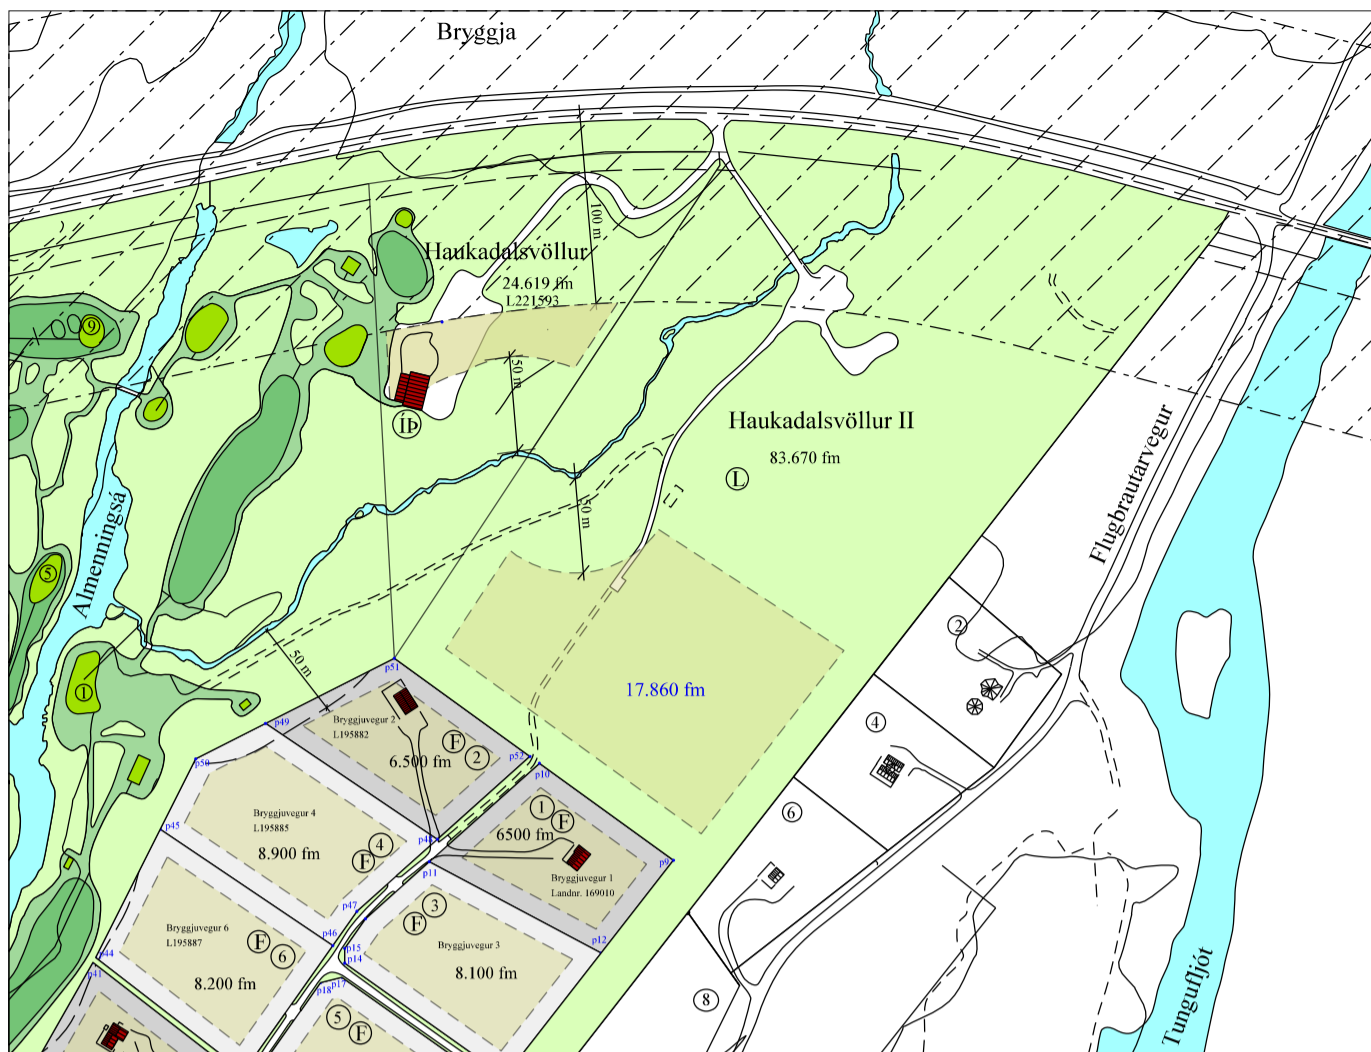 Bryggja
100 m
Haukadalsvöllur
24.619 fm
L221593
9
50 m
ÍÞ
Haukadalsvöllur II
83.670 fm
L
Flugbrautarvegur
Almenningsá
5
50 m
50 m
1
2
p51
17.860 fm
p49
Bryggjuvegur 2
L195882
F
2
6.500 fm
4
p52
p50
p10
1
F
6500 fm
6
Bryggjuvegur 4
L195885
8.900 fm
4
F
p45
p48
p11
p9
Bryggjuvegur 1
Landnr. 169010
p47
3
F
Bryggjuvegur 6
L195887
F
6
8.200 fm
p46
p15
p14
Bryggjuvegur 3
8.100 fm
p12
p44
p41
p17
p18
8
5
F
Tungufljót